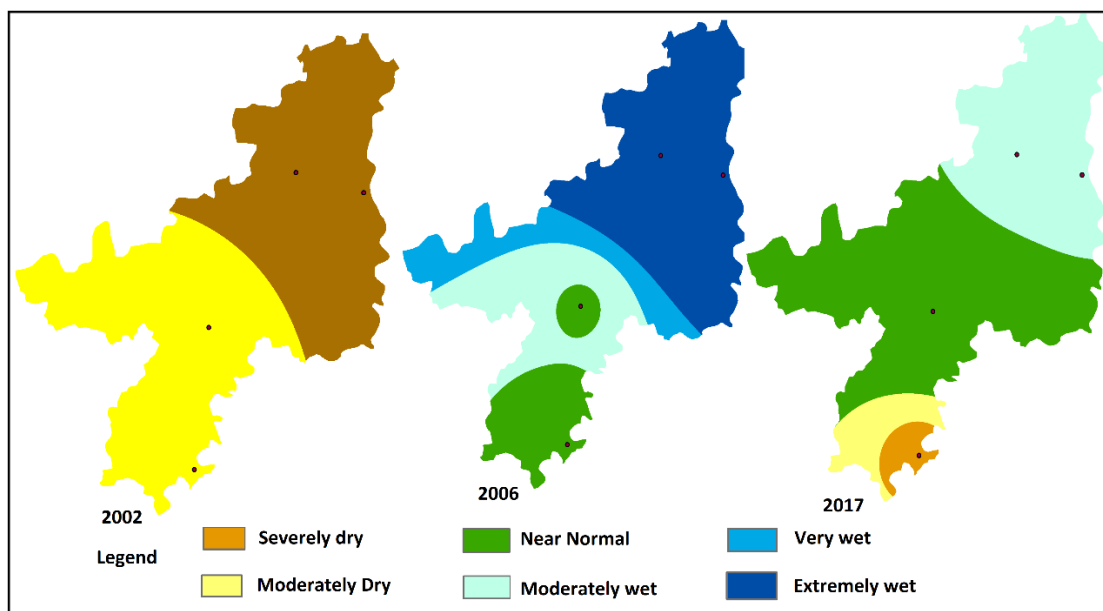 2002
2006
2017
Legend
Severely dry
Near Normal
Very wet
Moderately Dry
Moderately wet
Extremely wet